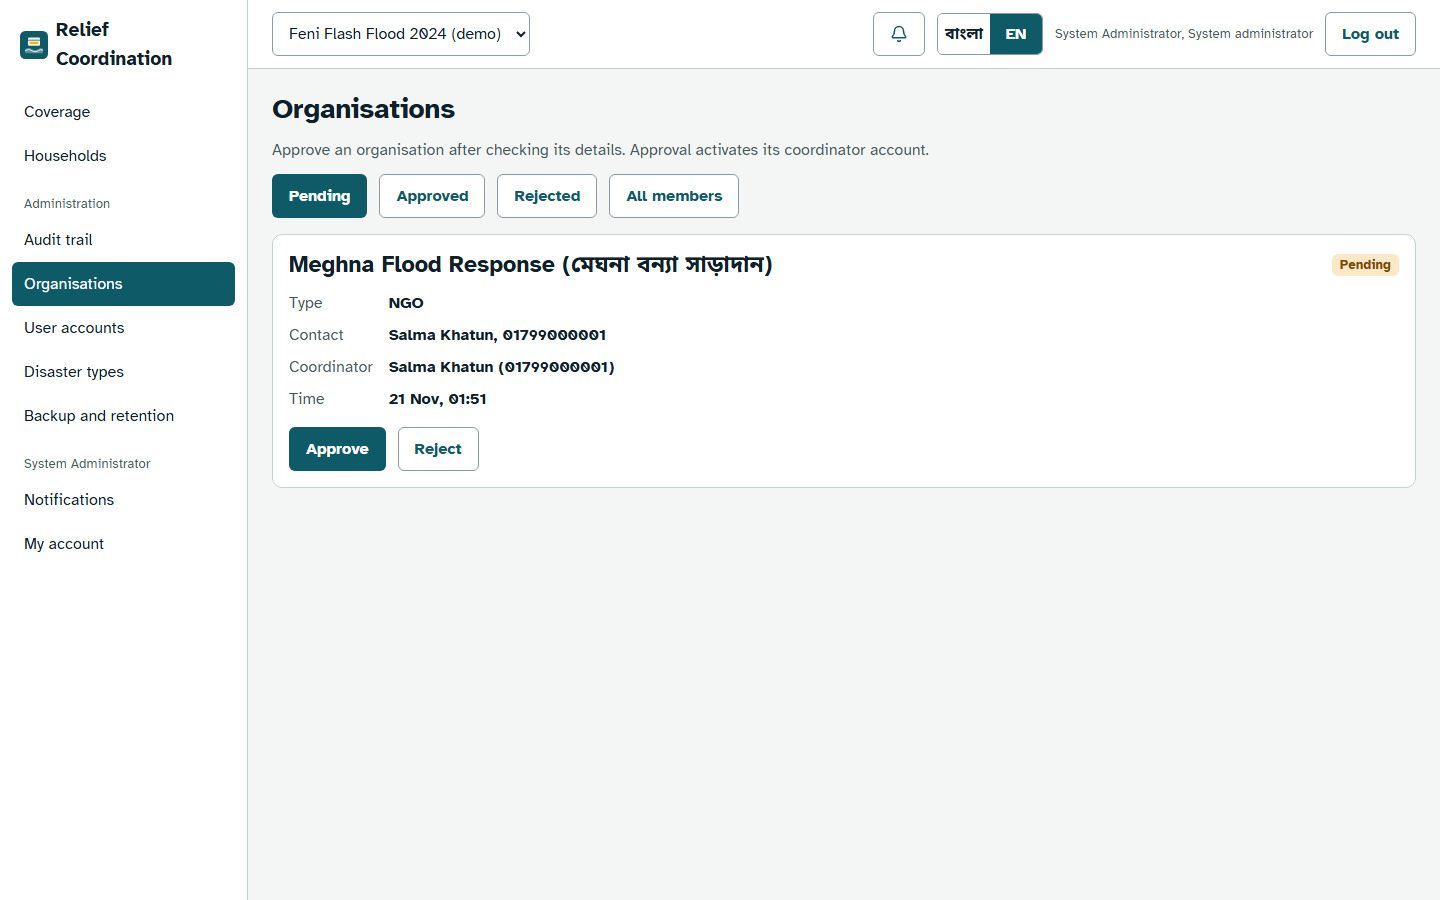 Relief
Coordination
Feni Flash Flood 2024 (demo)
বাংলা EN
System Administrator, System administrator
Log out
Coverage
Households
Administration
Audit trail
Organisations
User accounts
Disaster types
Backup and retention
System Administrator
Notifications
My account
Organisations
Approve an organisation after checking its details. Approval activates its coordinator account.
Pending Approved Rejected All members
Meghna Flood Response (মেঘনা বন্যা সাড়াদান) Pending
Type NGO
Contact Salma Khatun, 01799000001
Coordinator Salma Khatun (01799000001)
Time 21 Nov, 01:51
Approve Reject